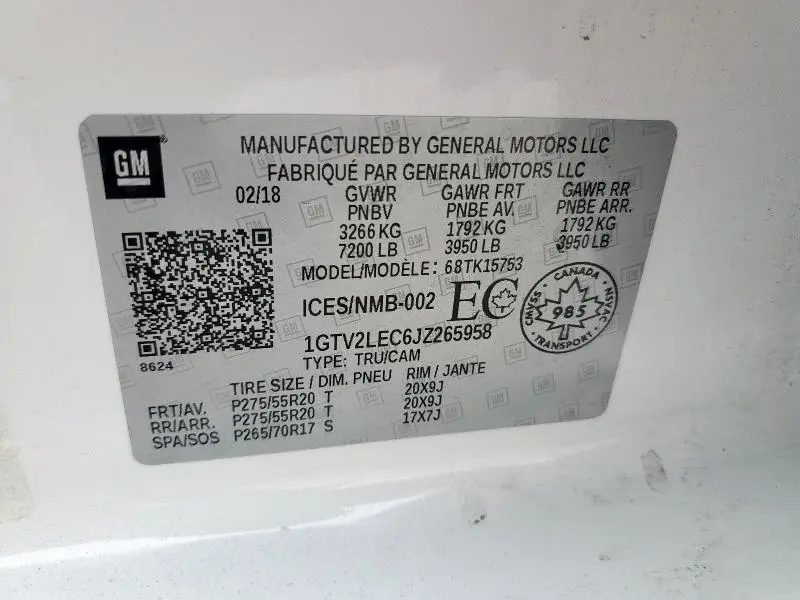 GM
MANUFACTURED BY GENERAL MOTORS LLC
FABRIQUÉ PAR GENERAL MOTORS LLC
02/18 GVWR GAWR FRT GAWR RR
PNBV PNBE AV. PNBE ARR.
3266 KG 1792 KG 1792 KG
7200 LB 3950 LB 3950 LB
MODEL/MODÈLE: 68TK15753
ICES/NMB-002 EC
CANADA
CMVSS 985 NSVAC
TRANSPORT
1GTV2LEC6JZ265958
8624 TYPE: TRU/CAM
TIRE SIZE / DIM. PNEU RIM / JANTE
FRT/AV. P275/55R20 T 20X9J
RR/ARR. P275/55R20 T 20X9J
SPA/SOS P265/70R17 S 17X7J